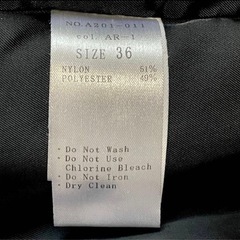 NO.A201-011
col. AR-1
SIZE 36
NYLON 51%
POLYESTER 49%
· Do Not Wash
· Do Not Use
Chlorine Bleach
· Do Not Iron
· Dry Clean